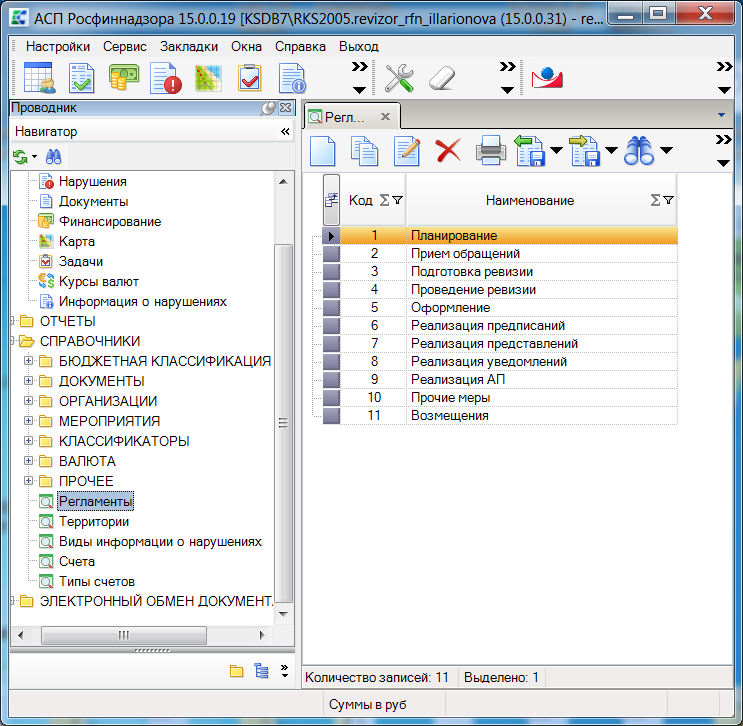 АСП Росфиннадзора 15.0.0.19 [KSDB7\RKS2005.revizor_rfn_illarionova (15.0.0.31) - re...
Настройки Сервис Закладки Окна Справка Выход
Проводник
Навигатор
Нарушения
Документы
Финансирование
Карта
Задачи
Курсы валют
Информация о нарушениях
ОТЧЕТЫ
СПРАВОЧНИКИ
БЮДЖЕТНАЯ КЛАССИФИКАЦИЯ
ДОКУМЕНТЫ
ОРГАНИЗАЦИИ
МЕРОПРИЯТИЯ
КЛАССИФИКАТОРЫ
ВАЛЮТА
ПРОЧЕЕ
Регламенты
Территории
Виды информации о нарушениях
Счета
Типы счетов
ЭЛЕКТРОННЫЙ ОБМЕН ДОКУМЕНТ.
Регл...
Код Σ Наименование Σ
1 Планирование
2 Прием обращений
3 Подготовка ревизии
4 Проведение ревизии
5 Оформление
6 Реализация предписаний
7 Реализация представлений
8 Реализация уведомлений
9 Реализация АП
10 Прочие меры
11 Возмещения
Количество записей: 11 Выделено: 1
Суммы в руб